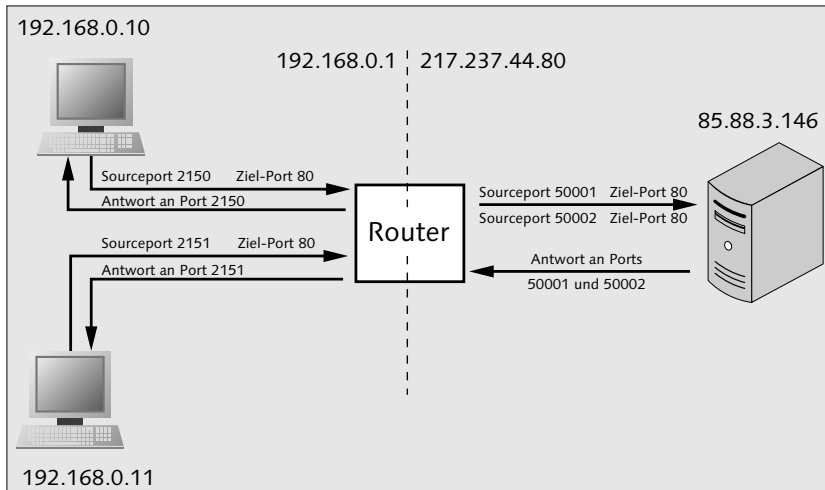 192.168.0.10
192.168.0.1 217.237.44.80
85.88.3.146
Sourceport 2150 Ziel-Port 80
Antwort an Port 2150
Sourceport 2151 Ziel-Port 80
Antwort an Port 2151
Router
Sourceport 50001 Ziel-Port 80
Sourceport 50002 Ziel-Port 80
Antwort an Ports
50001 und 50002
192.168.0.11